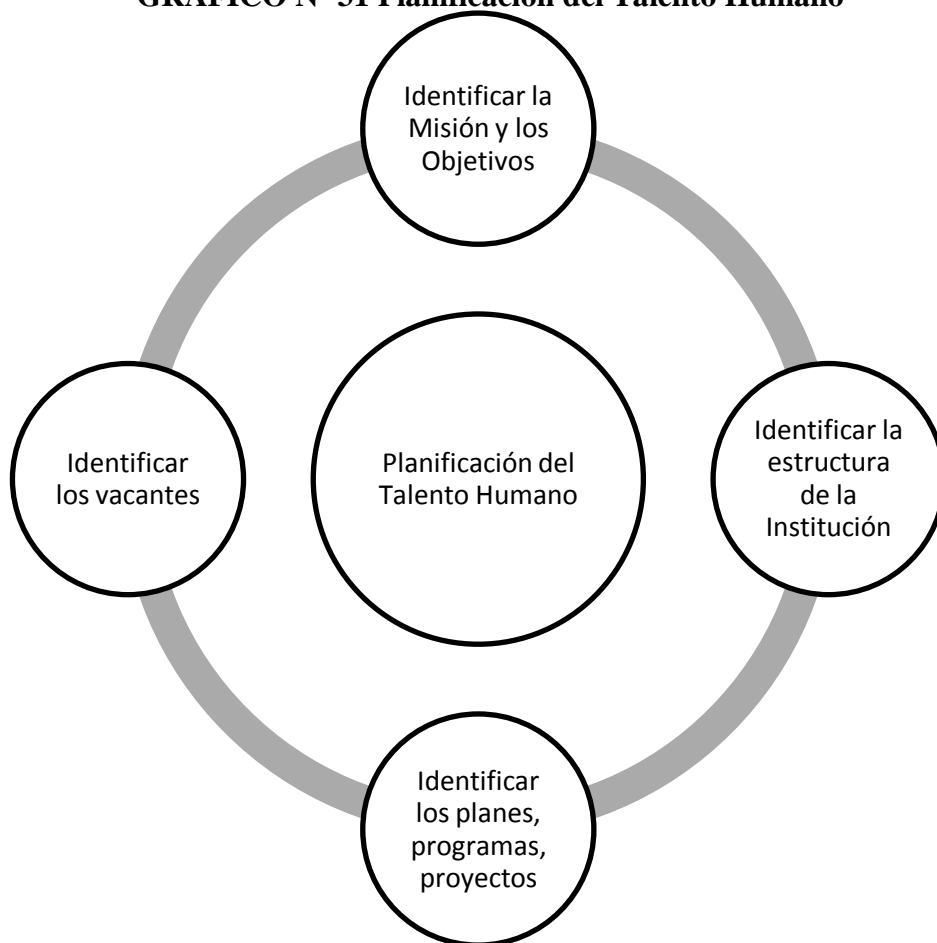 GRÁFICO N° 31 Planificación del Talento Humano
Identificar la
Misión y los
Objetivos
Identificar
los vacantes
Planificación del
Talento Humano
Identificar la
estructura
de la
Institución
Identificar
los planes,
programas,
proyectos